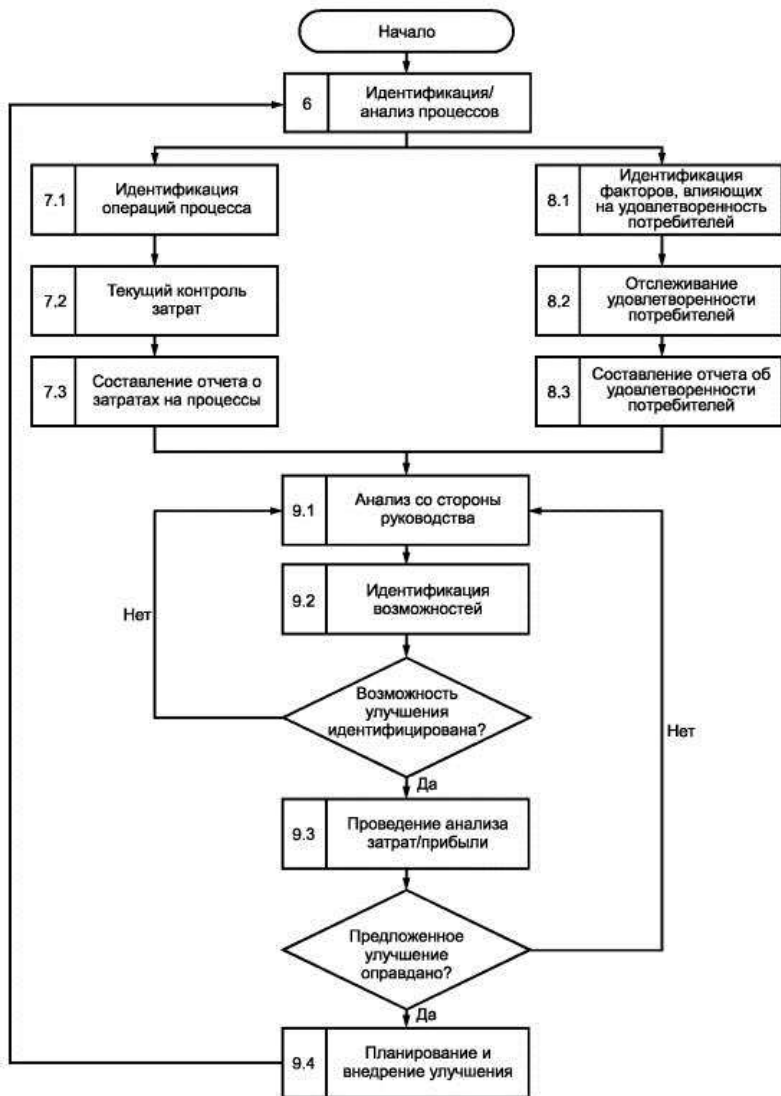 Начало
6
Идентификация/
анализ процессов
7.1
Идентификация
операций процесса
8.1
Идентификация
факторов, влияющих
на удовлетворенность
потребителей
7,2
Текущий контроль
затрат
8.2
Отслеживание
удовлетворенности
потребителей
7.3
Составление отчета о
затратах на процессы
8.3
Составление отчета об
удовлетворенности
потребителей
9.1
Анализ со стороны
руководства
9.2
Идентификация
возможностей
Нет
Возможность
улучшения
идентифицирована?
Нет
Да
9.3
Проведение анализа
затрат/прибыли
Предложенное
улучшение
оправдано?
Да
9.4
Планирование и
внедрение улучшения